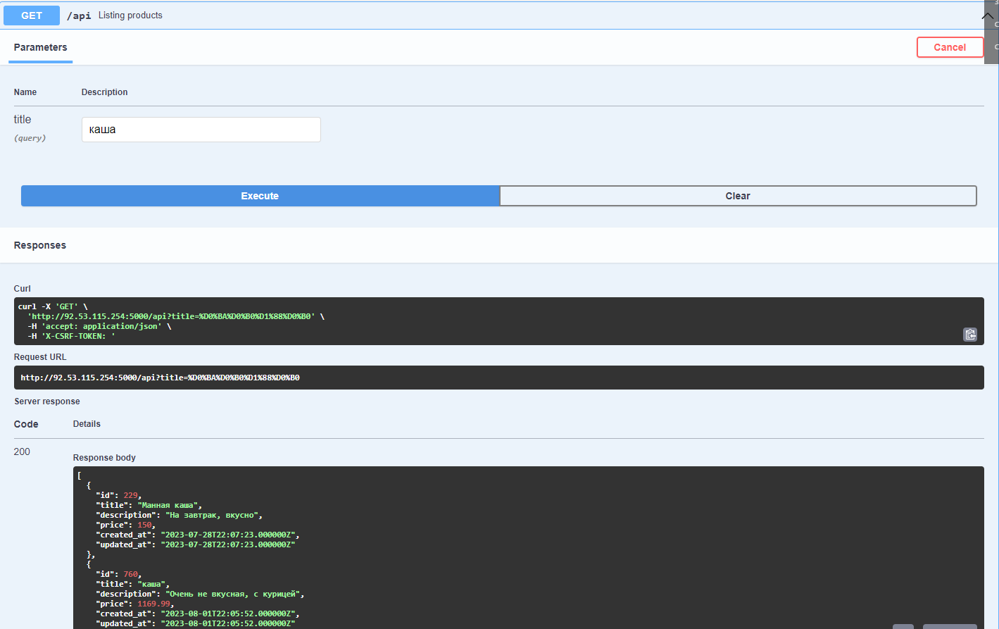 GET /api Listing products
Parameters
Cancel
Name Description
title
(query)
каша
Execute Clear
Responses
Curl
curl -X 'GET' \
'http://92.53.115.254:5000/api?title=%D0%BA%D0%B0%D1%88%D0%B0' \
-H 'accept: application/json' \
-H 'X-CSRF-TOKEN: '
Request URL
http://92.53.115.254:5000/api?title=%D0%BA%D0%B0%D1%88%D0%B0
Server response
Code Details
200
Response body
[
{
"id": 229,
"title": "Манная каша",
"description": "На завтрак, вкусно",
"price": 150,
"created_at": "2023-07-28T22:07:23.000000Z",
"updated_at": "2023-07-28T22:07:23.000000Z"
},
{
"id": 760,
"title": "каша",
"description": "Очень не вкусная, с курицей",
"price": 1169.99,
"created_at": "2023-08-01T22:05:52.000000Z",
"updated_at": "2023-08-01T22:05:52.000000Z"